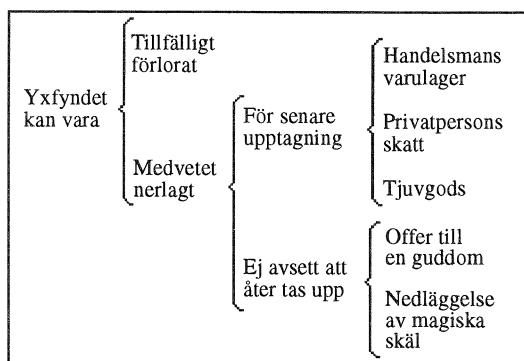 Yxfyndet
kan vara
Tillfälligt
förlorat
Medvetet
nerlagt
För senare
upptagning
Ej avsett att
åter tas upp
Handelsmans
varulager
Privatpersons
skatt
Tjuvgods
Offer till
en guddom
Nedläggelse
av magiska
skäl